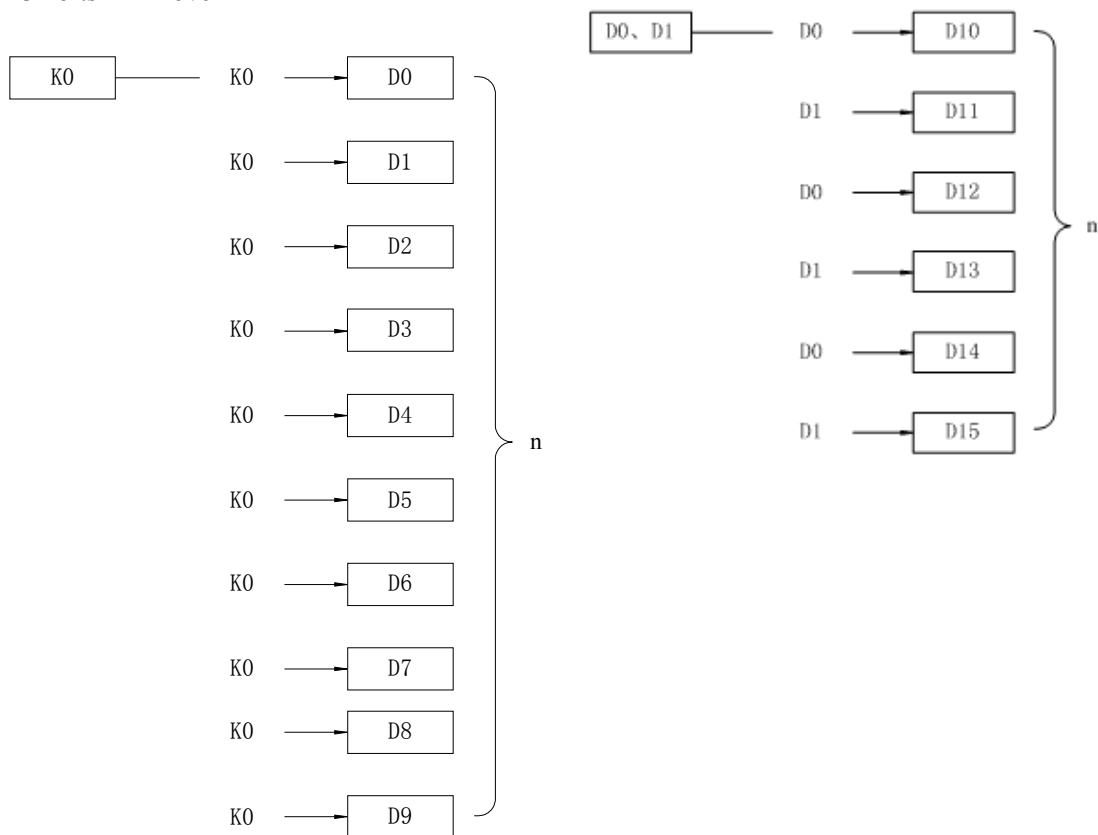 K0 K0 D0
K0 D1
K0 D2
K0 D3
K0 D4
K0 D5
K0 D6
K0 D7
K0 D8
K0 D9
n
D0、D1 D0 D10
D1 D11
D0 D12
D1 D13
D0 D14
D1 D15
n